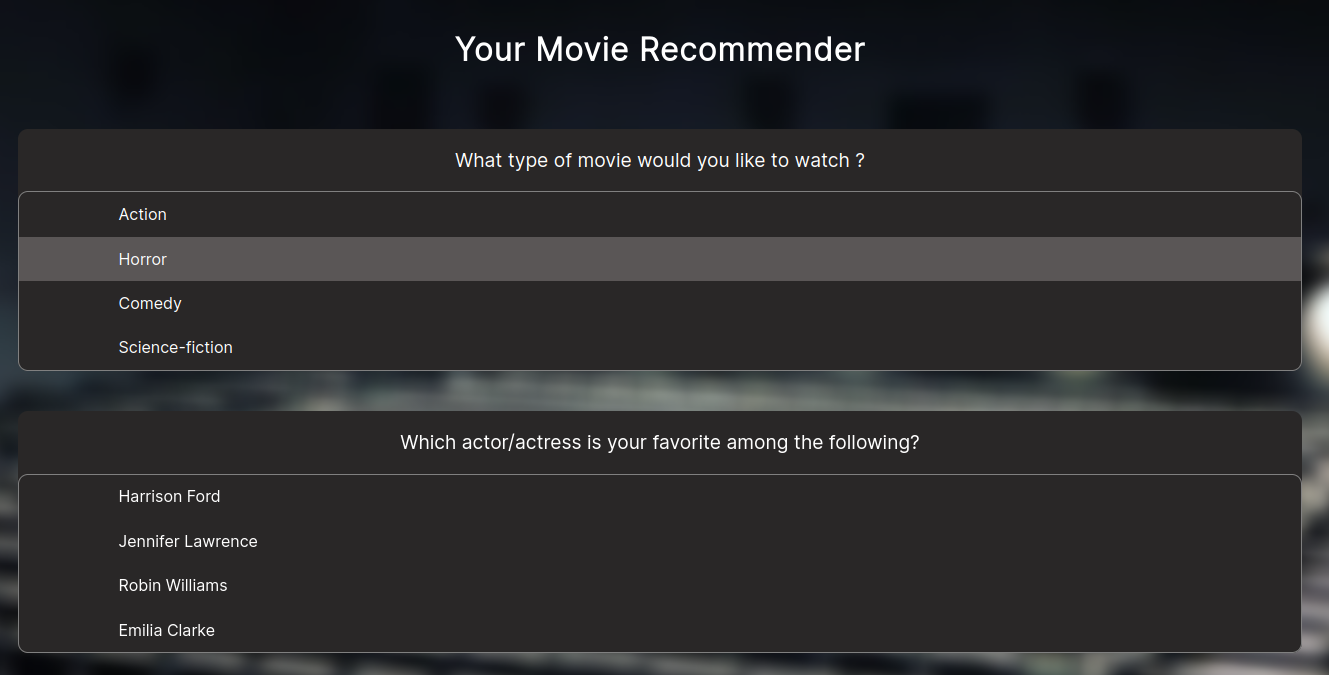 Your Movie Recommender
What type of movie would you like to watch ?
Action
Horror
Comedy
Science-fiction
Which actor/actress is your favorite among the following?
Harrison Ford
Jennifer Lawrence
Robin Williams
Emilia Clarke